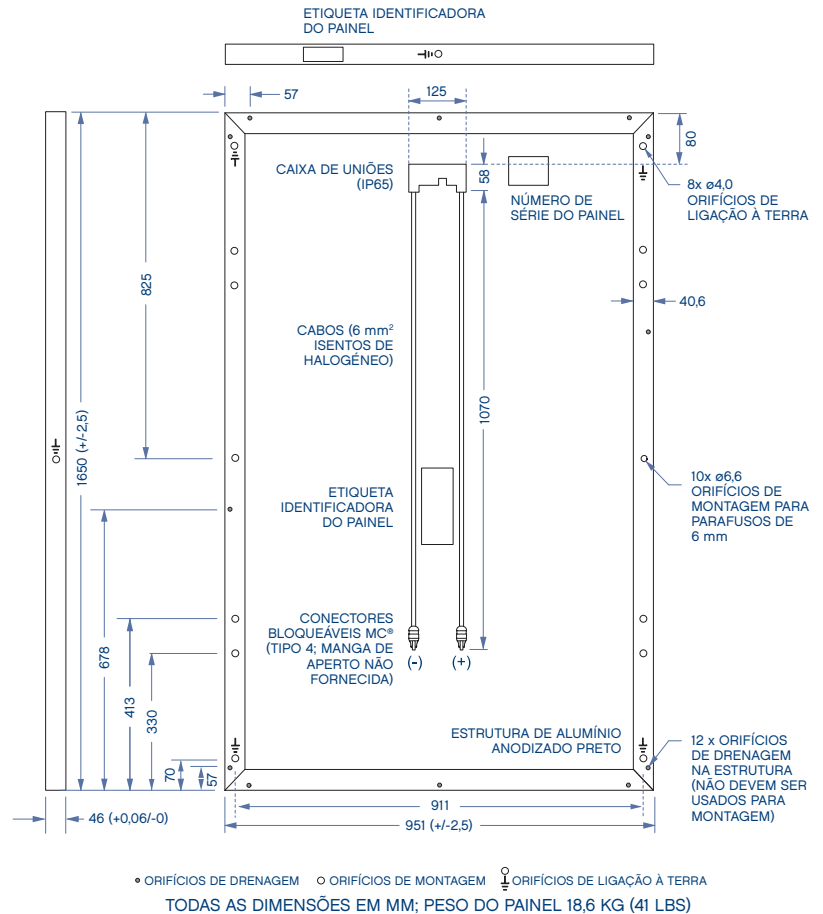 ETIQUETA IDENTIFICADORA
DO PAINEL
57
125
80
CAIXA DE UNIÕES
(IP65)
58
NÚMERO DE
SÉRIE DO PAINEL
8x ø4,0
ORIFÍCIOS DE
LIGAÇÃO À TERRA
825
40,6
CABOS (6 mm²
ISENTOS DE
HALOGÉNEO)
1650 (+/-2,5)
1070
10x ø6,6
ORIFÍCIOS DE
MONTAGEM PARA
PARAFUSOS DE
6 mm
ETIQUETA
IDENTIFICADORA
DO PAINEL
678
413
330
CONECTORES
BLOQUEÁVEIS MC®
(TIPO 4; MANGA DE
APERTO NÃO
FORNECIDA)
(-)
(+)
ESTRUTURA DE ALUMÍNIO
ANODIZADO PRETO
12 x ORIFÍCIOS
DE DRENAGEM
NA ESTRUTURA
(NÃO DEVEM SER
USADOS PARA
MONTAGEM)
70
57
911
46 (+0,06/-0)
951 (+/-2,5)
ORIFÍCIOS DE DRENAGEM ORIFÍCIOS DE MONTAGEM ORIFÍCIOS DE LIGAÇÃO À TERRA
TODAS AS DIMENSÕES EM MM; PESO DO PAINEL 18,6 KG (41 LBS)